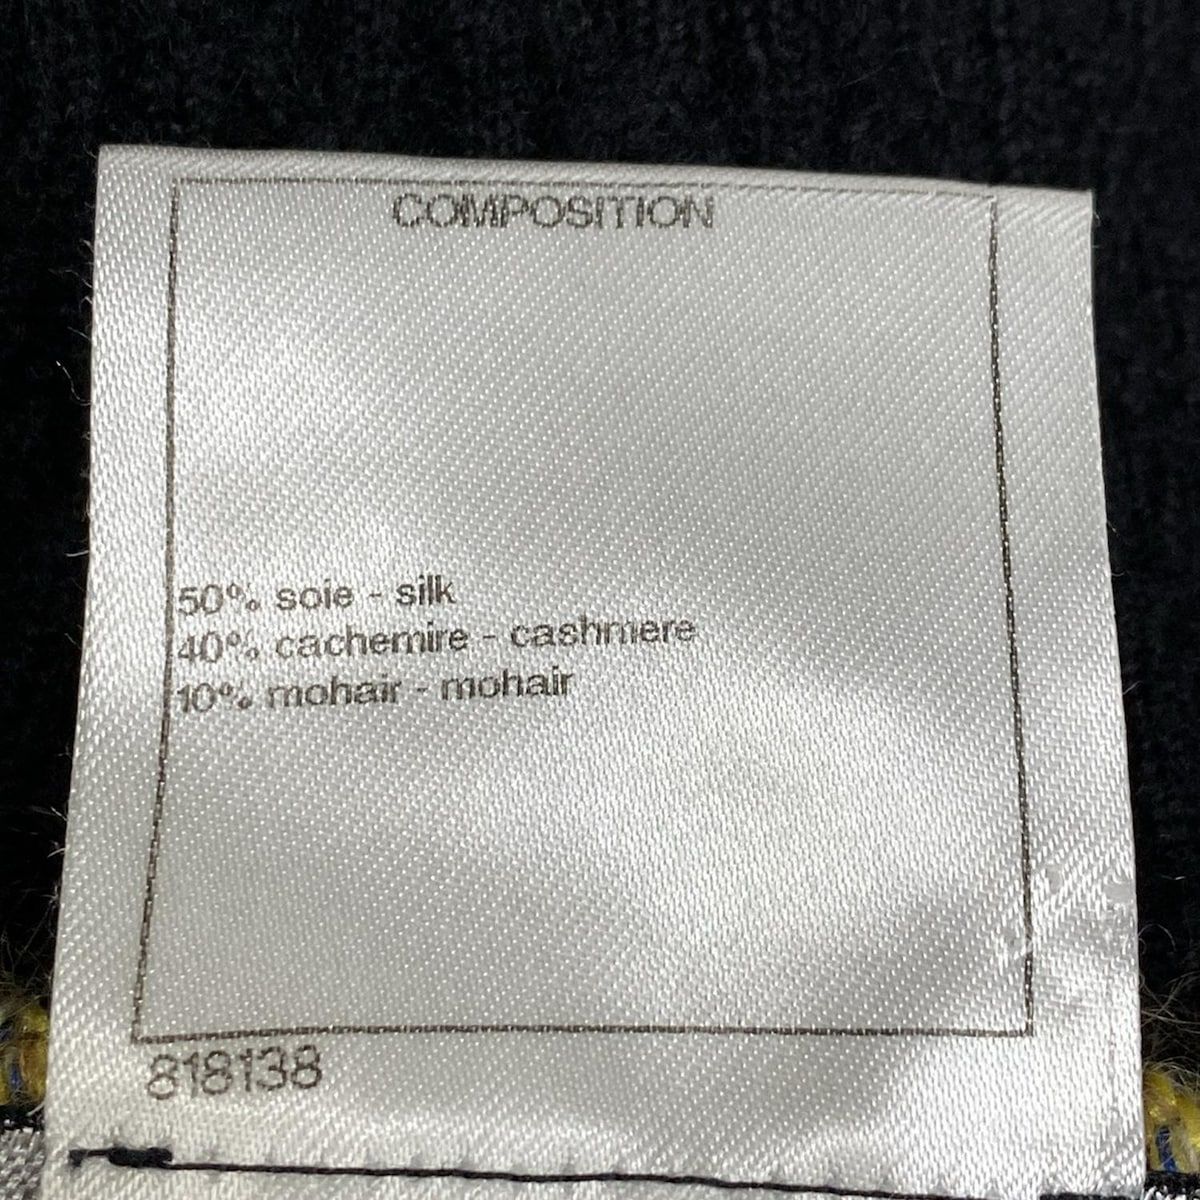 COMPOSITION
50% soie - silk
40% cachemire - cashmere
10% mohair - mohair
818138